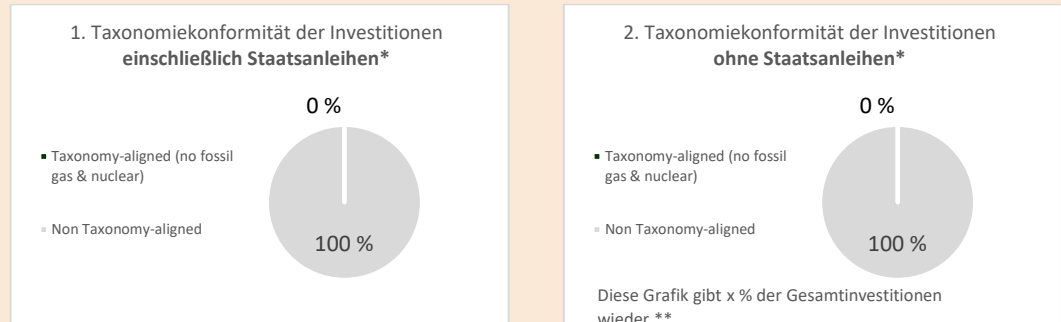 1. Taxonomiekonformität der Investitionen
einschließlich Staatsanleihen*
0 %
Taxonomy-aligned (no fossil
gas & nuclear)
Non Taxonomy-aligned
100 %
2. Taxonomiekonformität der Investitionen
ohne Staatsanleihen*
0 %
Taxonomy-aligned (no fossil
gas & nuclear)
Non Taxonomy-aligned
100 %
Diese Grafik gibt x % der Gesamtinvestitionen
wieder.**